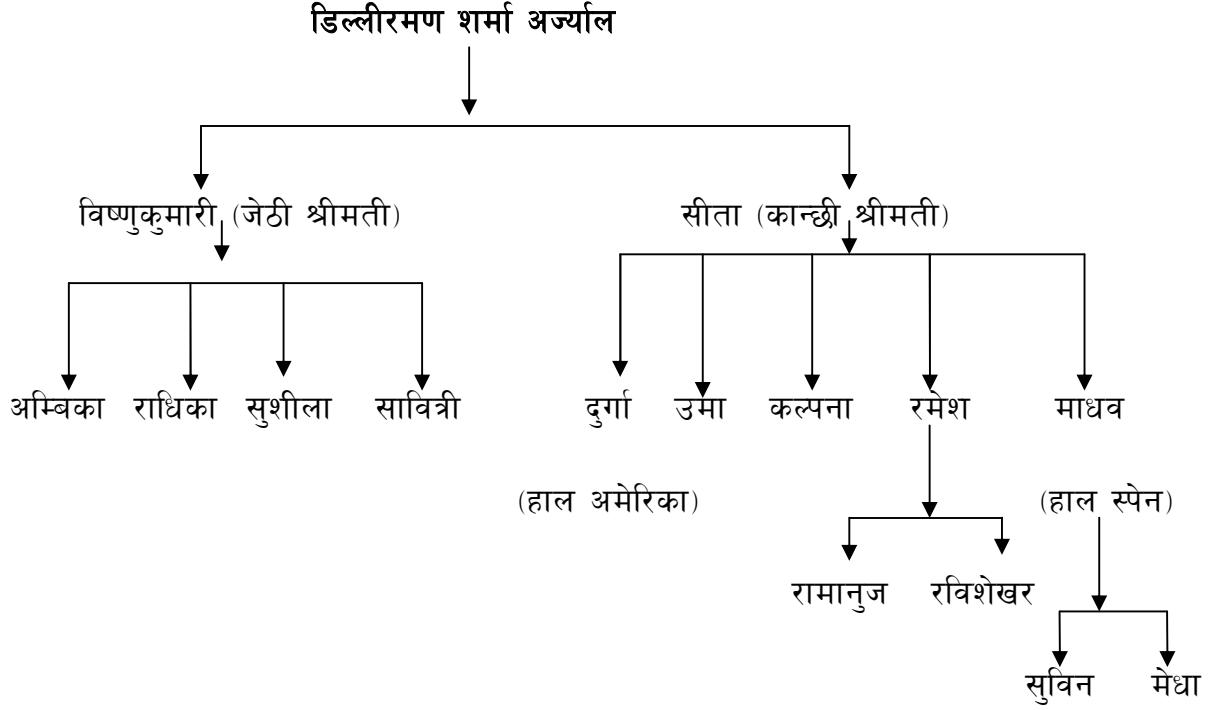 डिल्लीरमण शर्मा अर्ज्याल
विष्णुकुमारी (जेठी श्रीमती) सीता (कान्छी श्रीमती)
अम्बिका राधिका सुशीला सावित्री दुर्गा उमा कल्पना रमेश माधव
(हाल अमेरिका) (हाल स्पेन)
रामानुज रविशेखर
सुविन मेधा